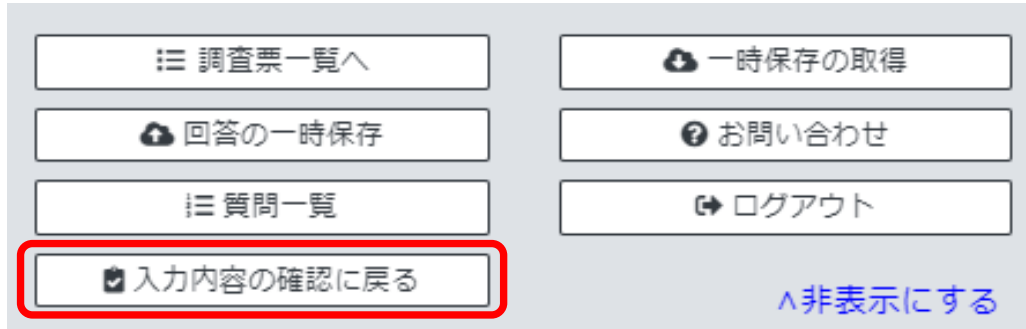 調査票一覧へ
一時保存の取得
回答の一時保存
お問い合わせ
質問一覧
ログアウト
入力内容の確認に戻る
^非表示にする